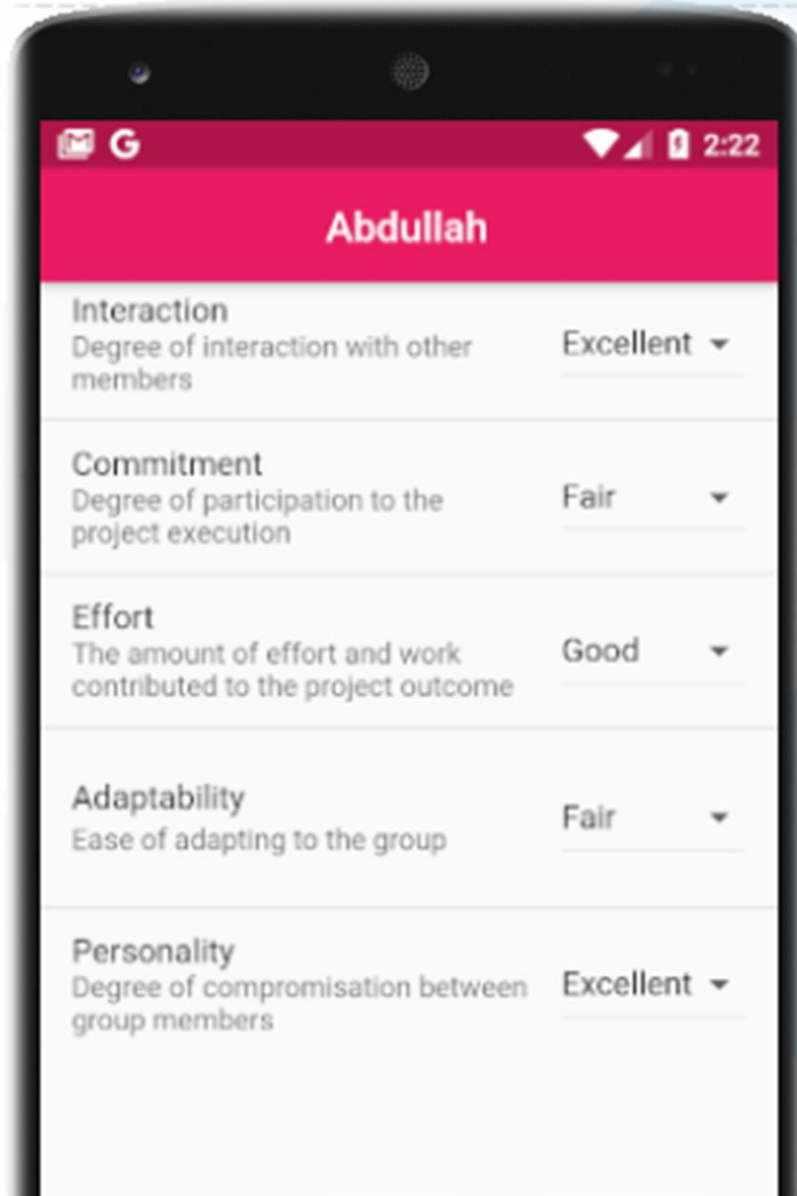 G 2:22
Abdullah
Interaction
Degree of interaction with other
members
Excellent
Commitment
Degree of participation to the
project execution
Fair
Effort
The amount of effort and work
contributed to the project outcome
Good
Adaptability
Ease of adapting to the group
Fair
Personality
Degree of compromisation between
group members
Excellent